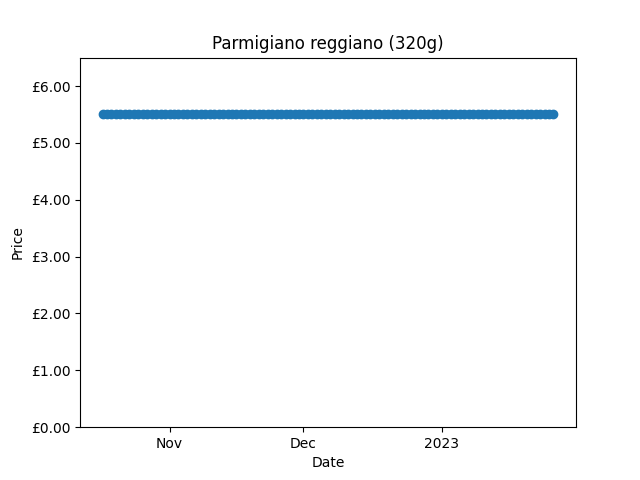 Parmigiano reggiano (320g)
£6.00
£5.00
£4.00
£3.00
£2.00
£1.00
£0.00
Price
Nov Dec 2023
Date